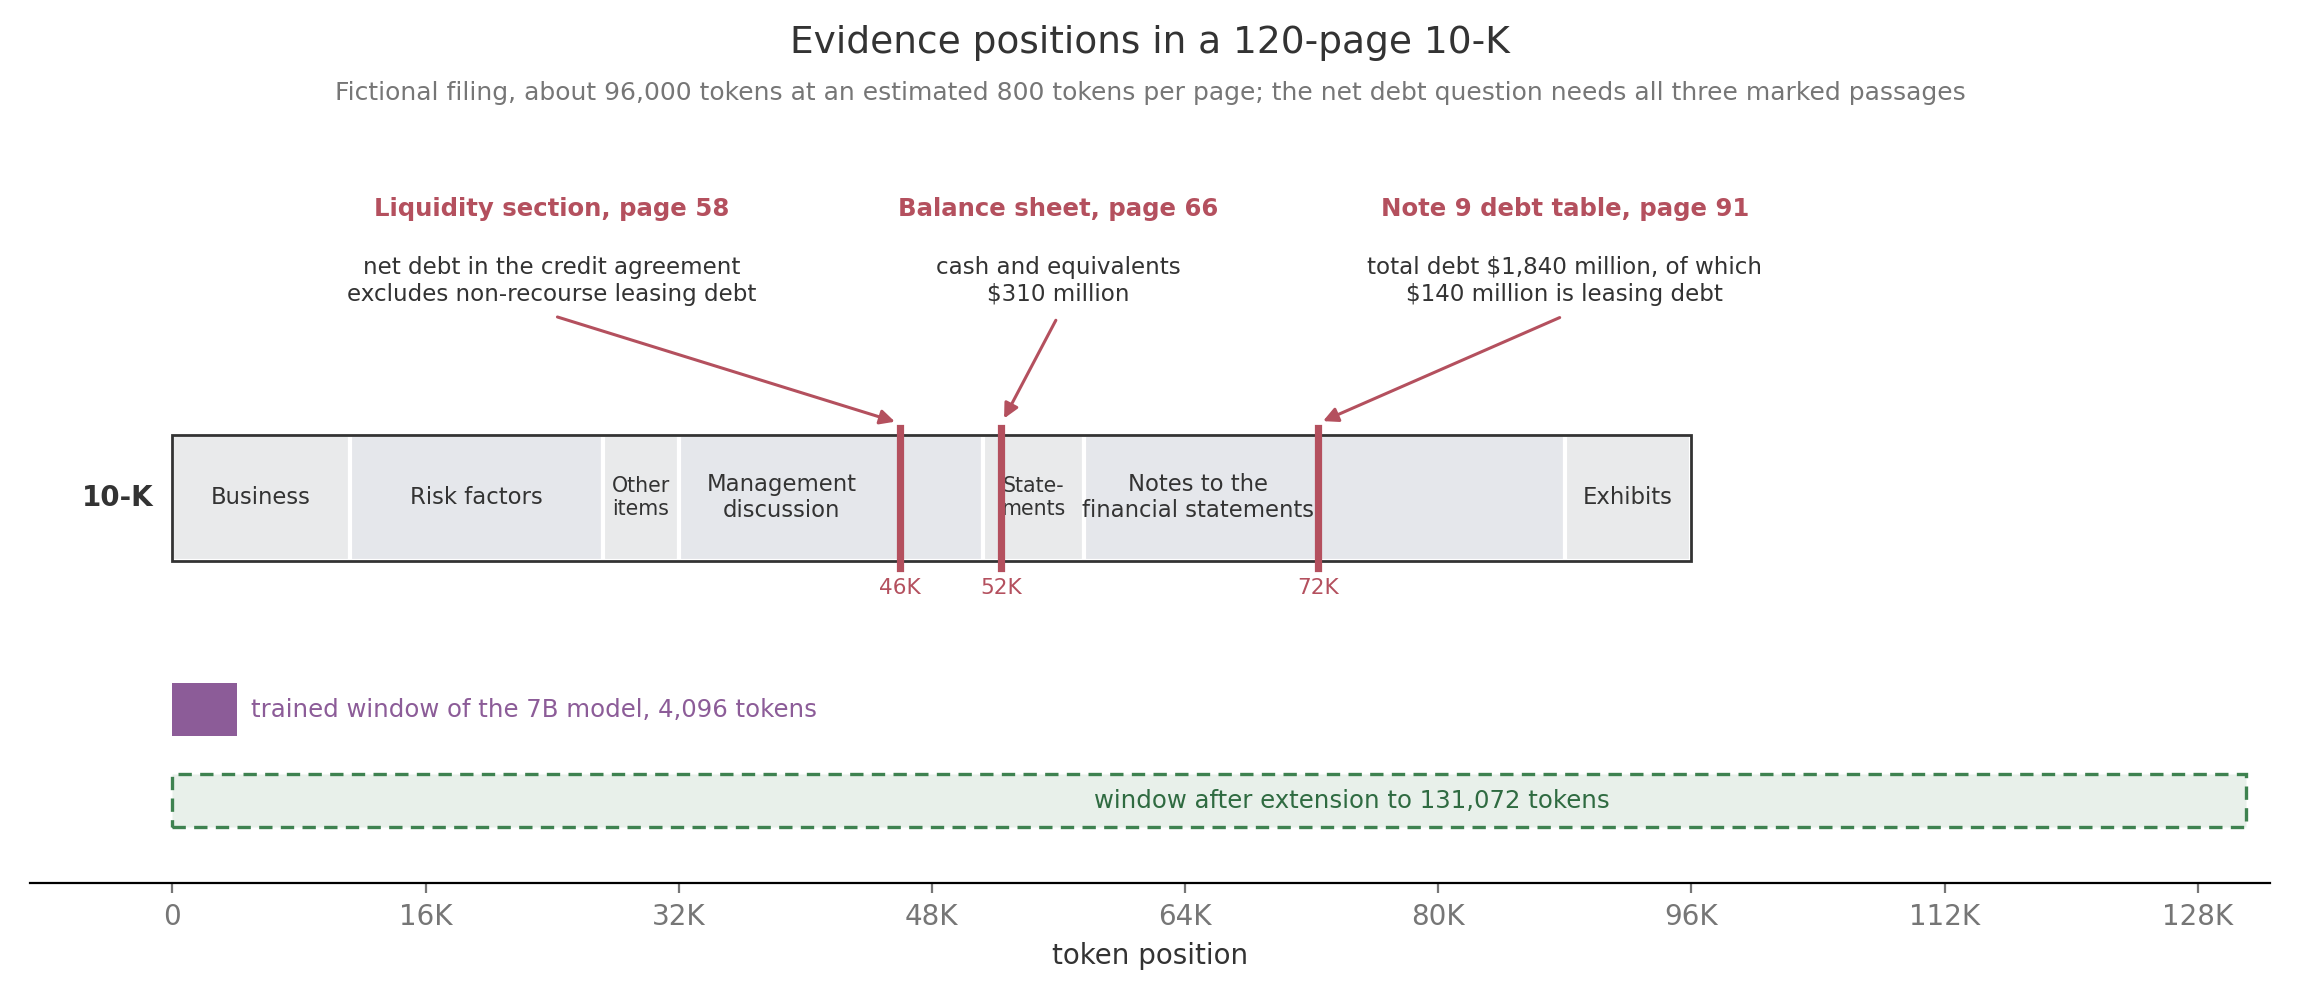 Evidence positions in a 120-page 10-K
Fictional filing, about 96,000 tokens at an estimated 800 tokens per page; the net debt question needs all three marked passages
Liquidity section, page 58
net debt in the credit agreement
excludes non-recourse leasing debt
Balance sheet, page 66
cash and equivalents
$310 million
Note 9 debt table, page 91
total debt $1,840 million, of which
$140 million is leasing debt
10-K
Business
Risk factors
Other
items
Management
discussion
State-
ments
Notes to the
financial statements
Exhibits
46K
52K
72K
trained window of the 7B model, 4,096 tokens
window after extension to 131,072 tokens
0
16K
32K
48K
64K
80K
96K
112K
128K
token position